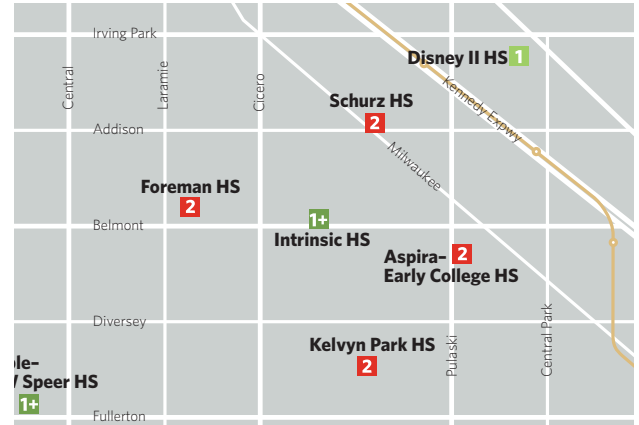 Irving Park
Disney II HS 1
Central
Laramie
Cicero
Kennedy Expwy
Schurz HS
2
Addison
Milwaukee
Foreman HS
2
1+
Intrinsic HS
Belmont
Aspira–
Early College HS
2
Diversey
Kelvyn Park HS
2
Pulaski
Central Park
ble–
Speer HS
1+
Fullerton